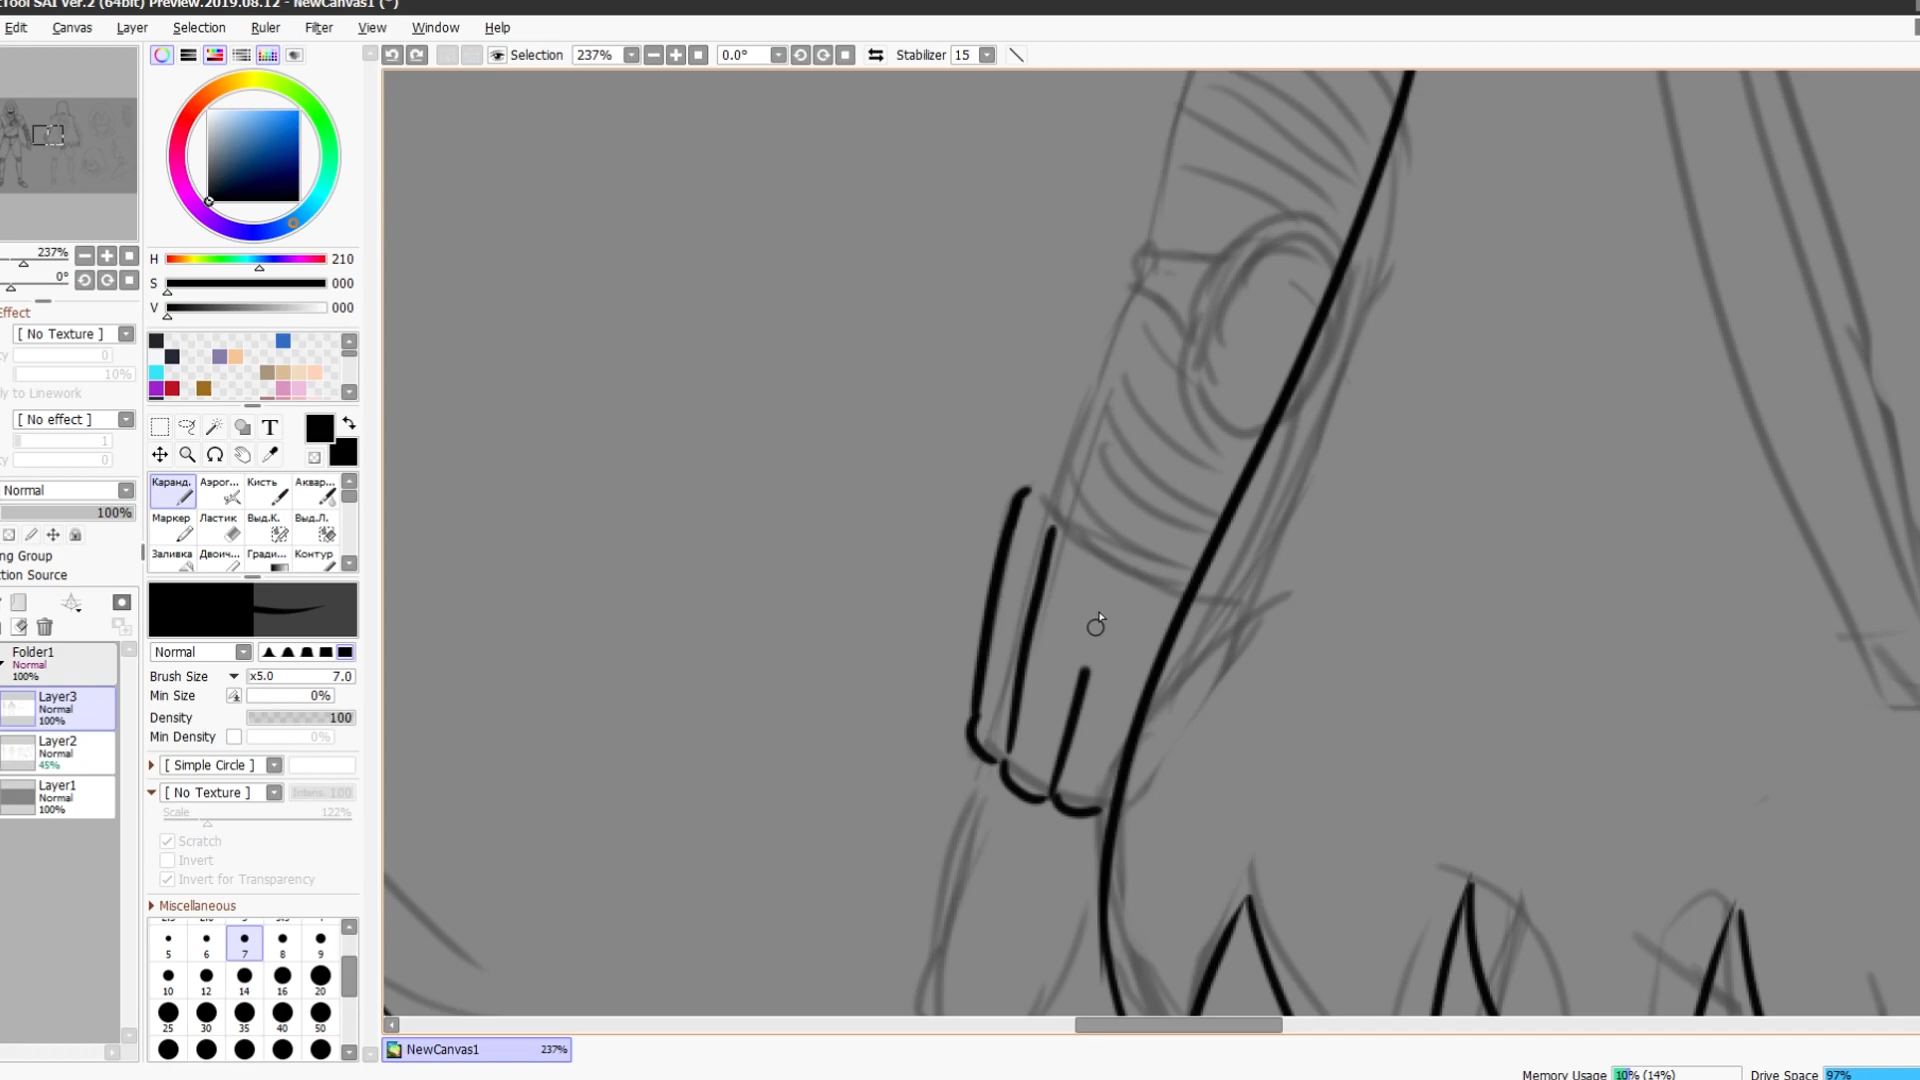 tTool SAI Ver.2 (64bit) Preview.2019.08.12 - NewCanvas1 (*)
Edit Canvas Layer Selection Ruler Filter View Window Help
Selection 237% 0.0° Stabilizer 15
237%
0°
H 210
S 000
V 000
Effect
[ No Texture ]
0
10%
ly to Linework
[ No effect ]
1
0
Normal
100%
ng Group
tion Source
Folder1
Normal
100%
Layer3
Normal
100%
Layer2
Normal
45%
Layer1
Normal
100%
T
Каранд. Аэрог... Кисть Аквар...
Маркер Ластик Выд.К. Выд.Л.
Заливка Двоич... Гради... Контур
Normal
Brush Size x5.0 7.0
Min Size 0%
Density 100
Min Density 0%
[ Simple Circle ]
[ No Texture ] Intens. 100
Scale 122%
Scratch
Invert
Invert for Transparency
Miscellaneous
5 6 7 8 9
10 12 14 16 20
25 30 35 40 50
NewCanvas1 237%
Memory Usage 10% (14%) Drive Space 97%